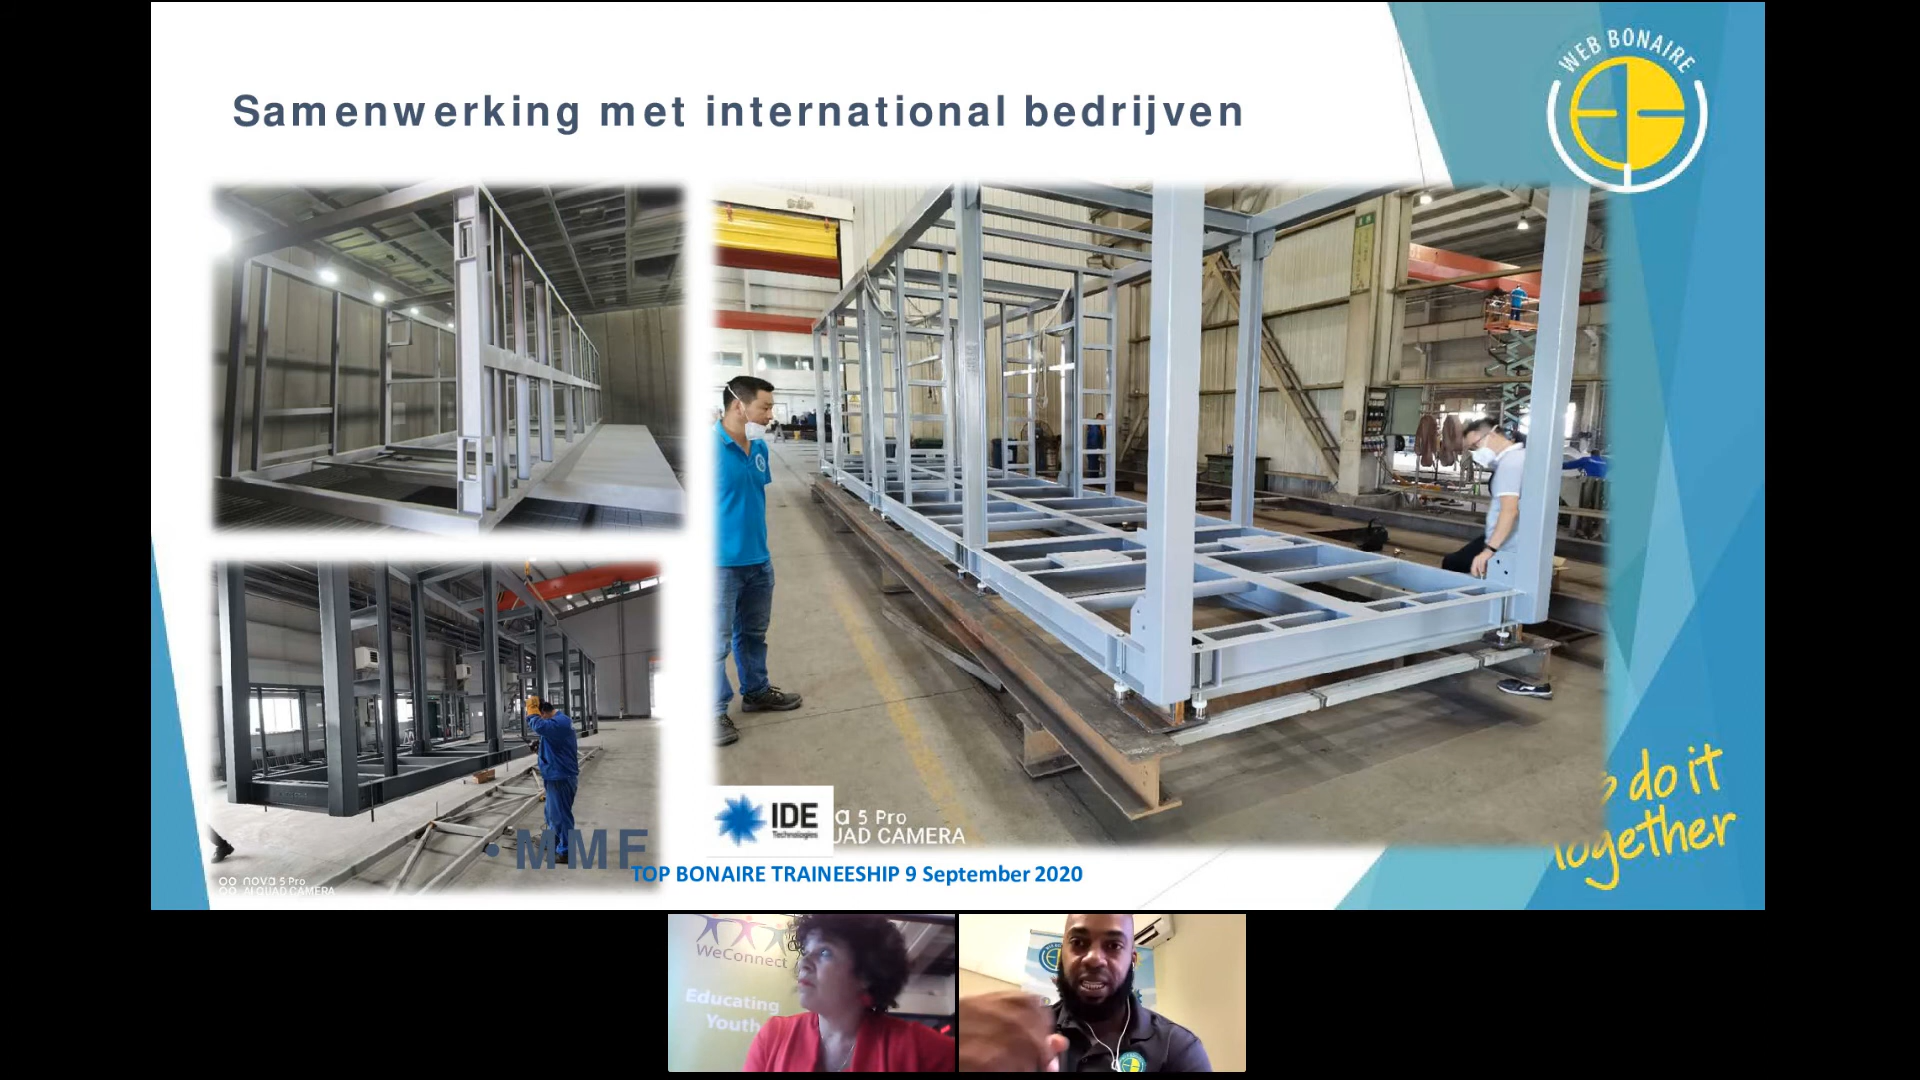 WEB BONAIRE
Samenwerking met international bedrijven
do it
together
IDE
Technologies
a 5 Pro
UAD CAMERA
nova 5 Pro
AI QUAD CAMERA
• MMF
TOP BONAIRE TRAINEESHIP 9 September 2020
WeConnect
Educating
Youth